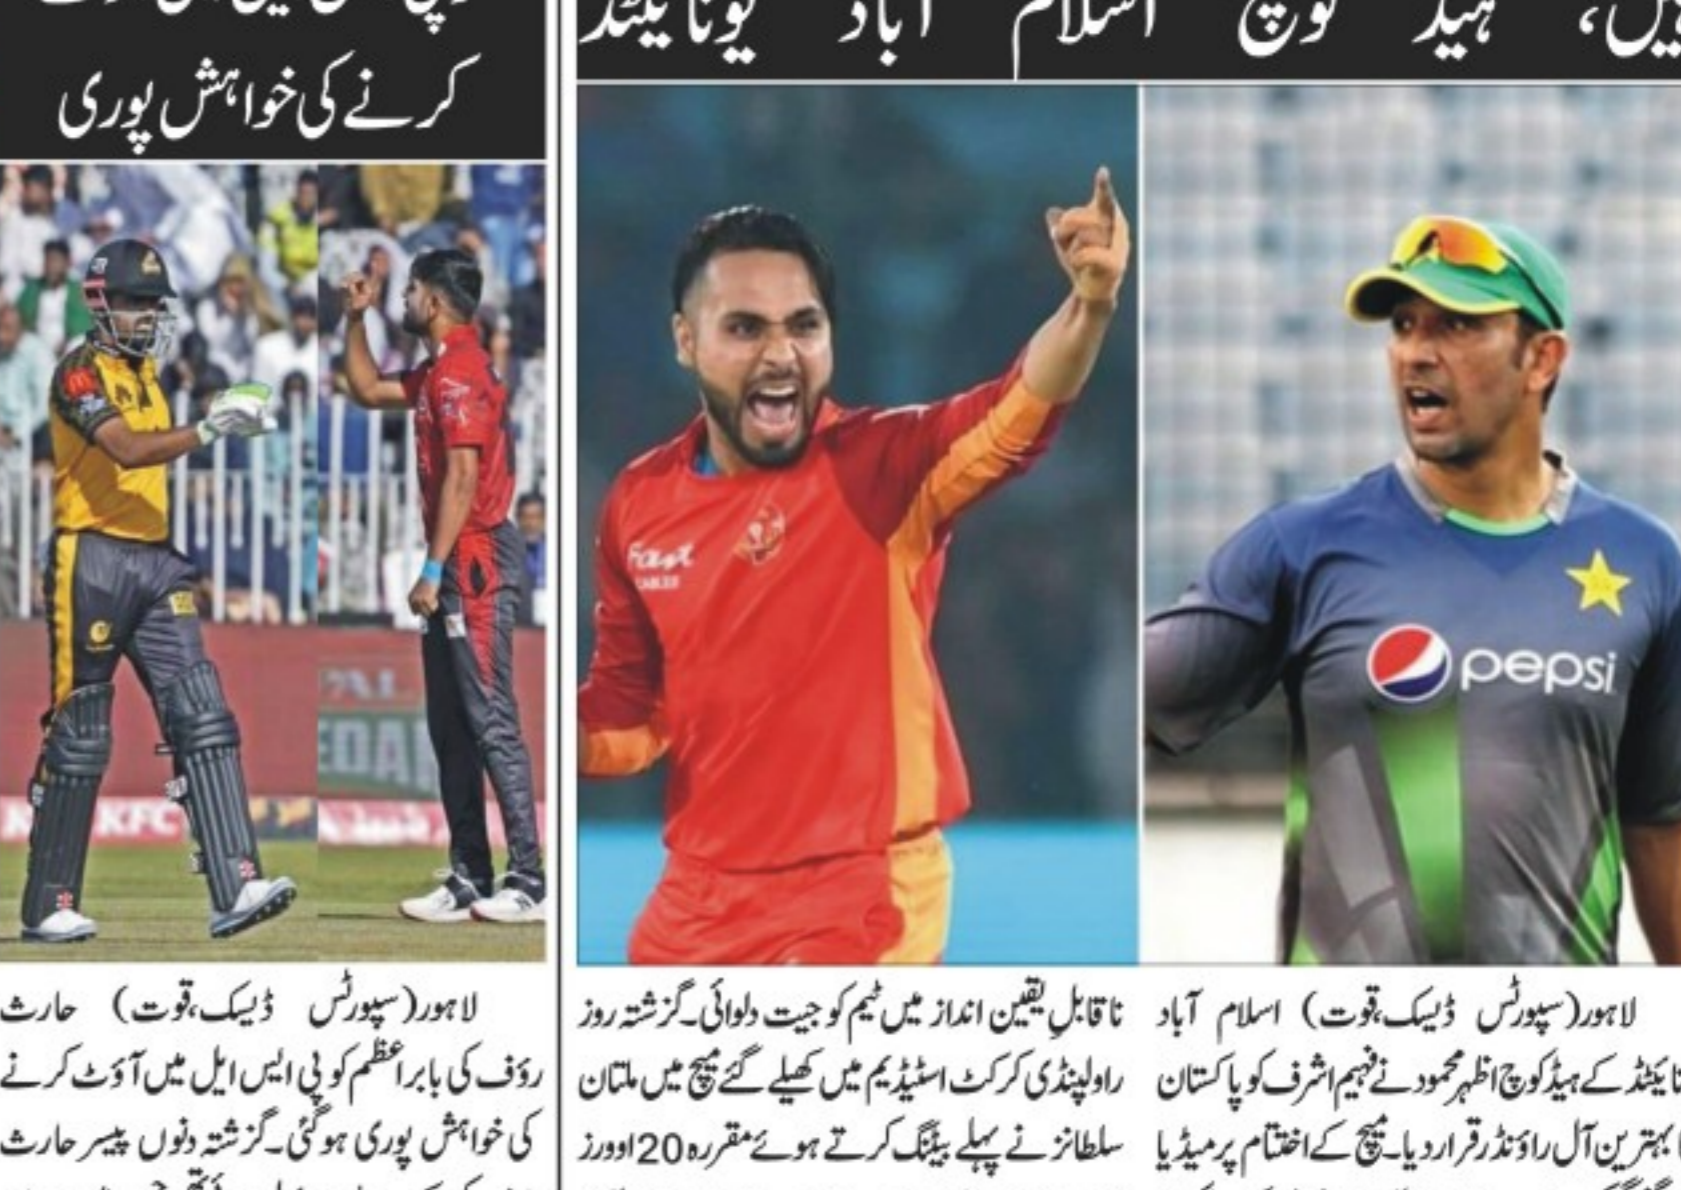 ہیڈ کوچ اسلام آباد یونائیٹڈ
لاہور(سپورٹس ڈیسک،قوت) اسلام آباد
کے ہیڈ کوچ اظہر محمود نے فہیم اشرف کو پاکستان
بہترین آل راؤنڈر قرار دیا۔ میچ کے اختتام پر میڈیا
ناقابلِ یقین انداز میں ٹیم کو جیت دلوائی۔ گزشتہ روز
راولپنڈی کرکٹ اسٹیڈیم میں کھیلے گئے میچ میں ملتان
سلطانز نے پہلے بیٹنگ کرتے ہوئے مقررہ 20 اوورز
کرنے کی خواہش پوری
لاہور(سپورٹس ڈیسک،قوت) حارث
رؤف کی بابر اعظم کو پی ایس ایل میں آؤٹ کرنے
کی خواہش پوری ہو گئی۔ گزشتہ دنوں پیسر حارث
KFC
Fast
CABLES
pepsi